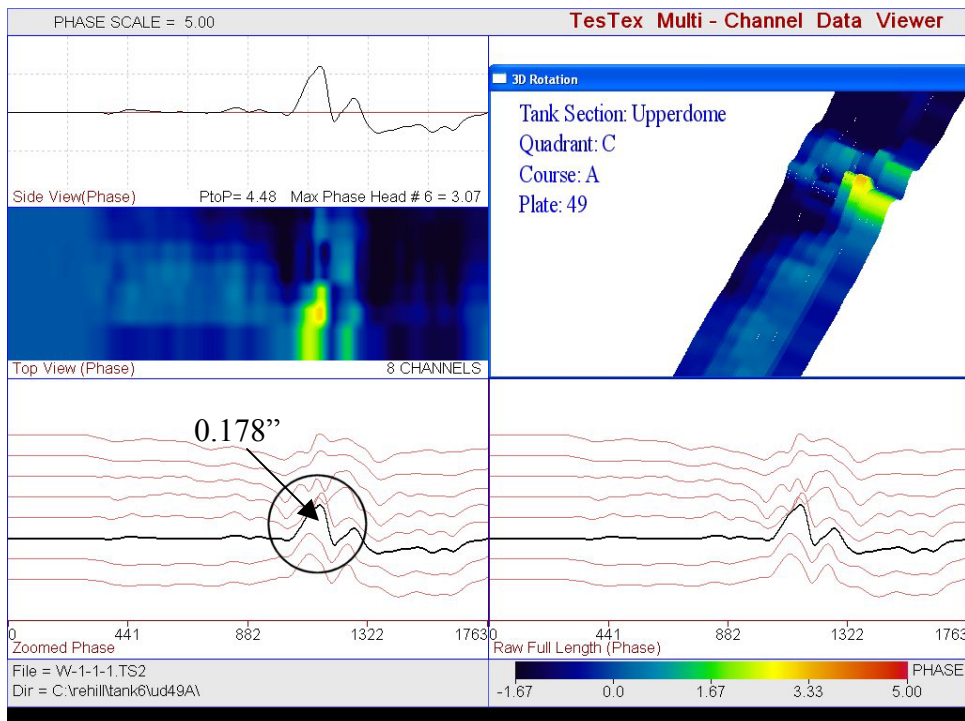 PHASE SCALE = 5.00
TesTex Multi - Channel Data Viewer
Side View(Phase) PtoP= 4.48 Max Phase Head # 6 = 3.07
3D Rotation
Tank Section: Upperdome
Quadrant: C
Course: A
Plate: 49
Top View (Phase) 8 CHANNELS
0.178”
0 441 882 1322 1763
Zoomed Phase
0 441 882 1322 1763
Raw Full Length (Phase)
File = W-1-1-1.TS2
Dir = C:\rehill\tank6\ud49A\
PHASE
-1.67 0.0 1.67 3.33 5.00